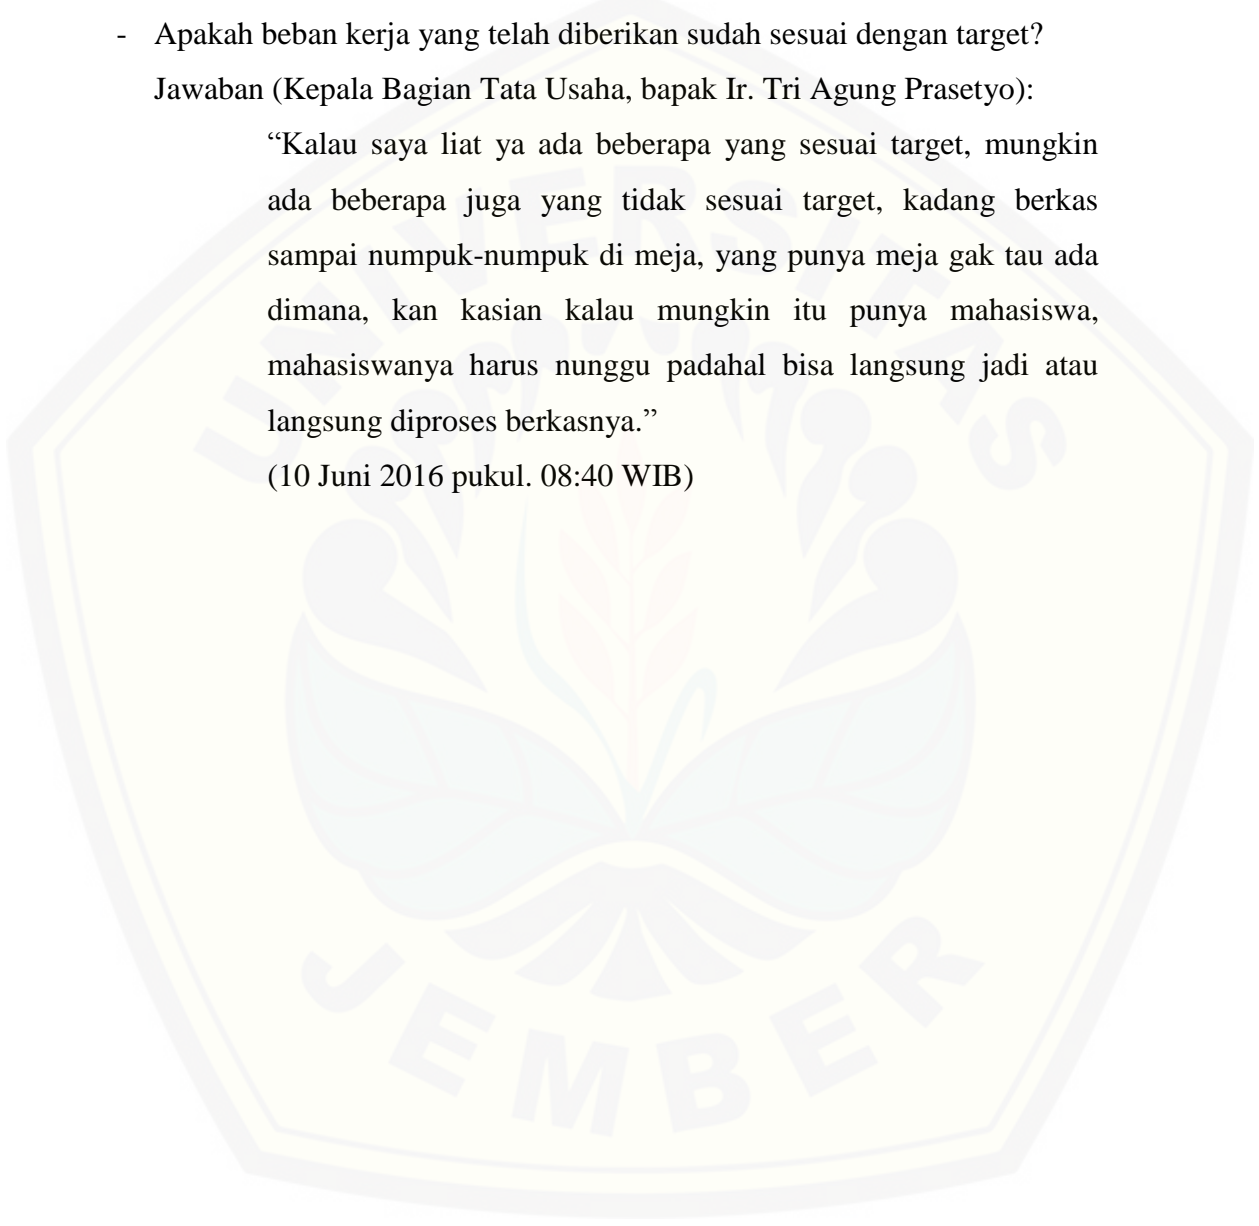 - Apakah beban kerja yang telah diberikan sudah sesuai dengan target?
Jawaban (Kepala Bagian Tata Usaha, bapak Ir. Tri Agung Prasetyo):
“Kalau saya liat ya ada beberapa yang sesuai target, mungkin
ada beberapa juga yang tidak sesuai target, kadang berkas
sampai numpuk-numpuk di meja, yang punya meja gak tau ada
dimana, kan kasian kalau mungkin itu punya mahasiswa,
mahasiswanya harus nunggu padahal bisa langsung jadi atau
langsung diproses berkasnya.”
(10 Juni 2016 pukul. 08:40 WIB)
UNIVERSITAS
JEMBER